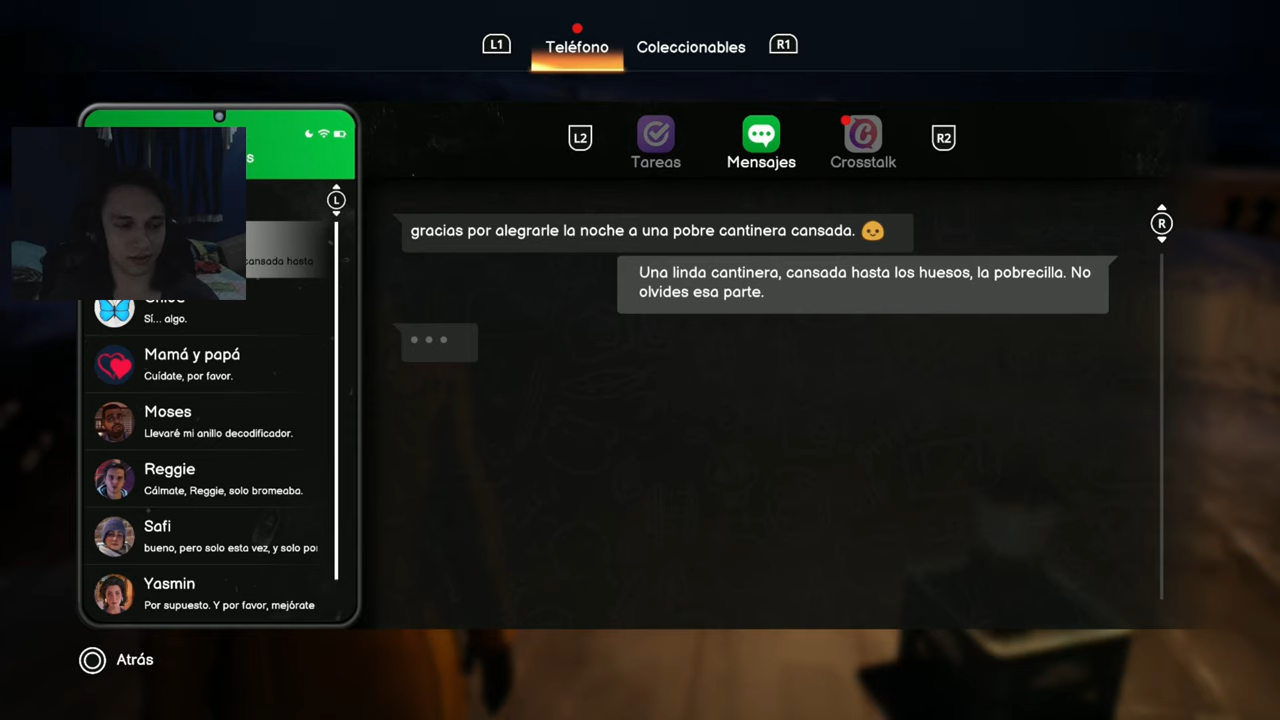 L1
Teléfono
Coleccionables
R1
L2
Tareas
Mensajes
Crosstalk
R2
s
L
cansada hasta
Sí... algo.
Mamá y papá
Cuídate, por favor.
Moses
Llevaré mi anillo decodificador.
Reggie
Cálmate, Reggie, solo bromeaba.
Safi
bueno, pero solo esta vez, y solo por
Yasmin
Por supuesto. Y por favor, mejórate
gracias por alegrarle la noche a una pobre cantinera cansada.
Una linda cantinera, cansada hasta los huesos, la pobrecilla. No
olvides esa parte.
R
Atrás